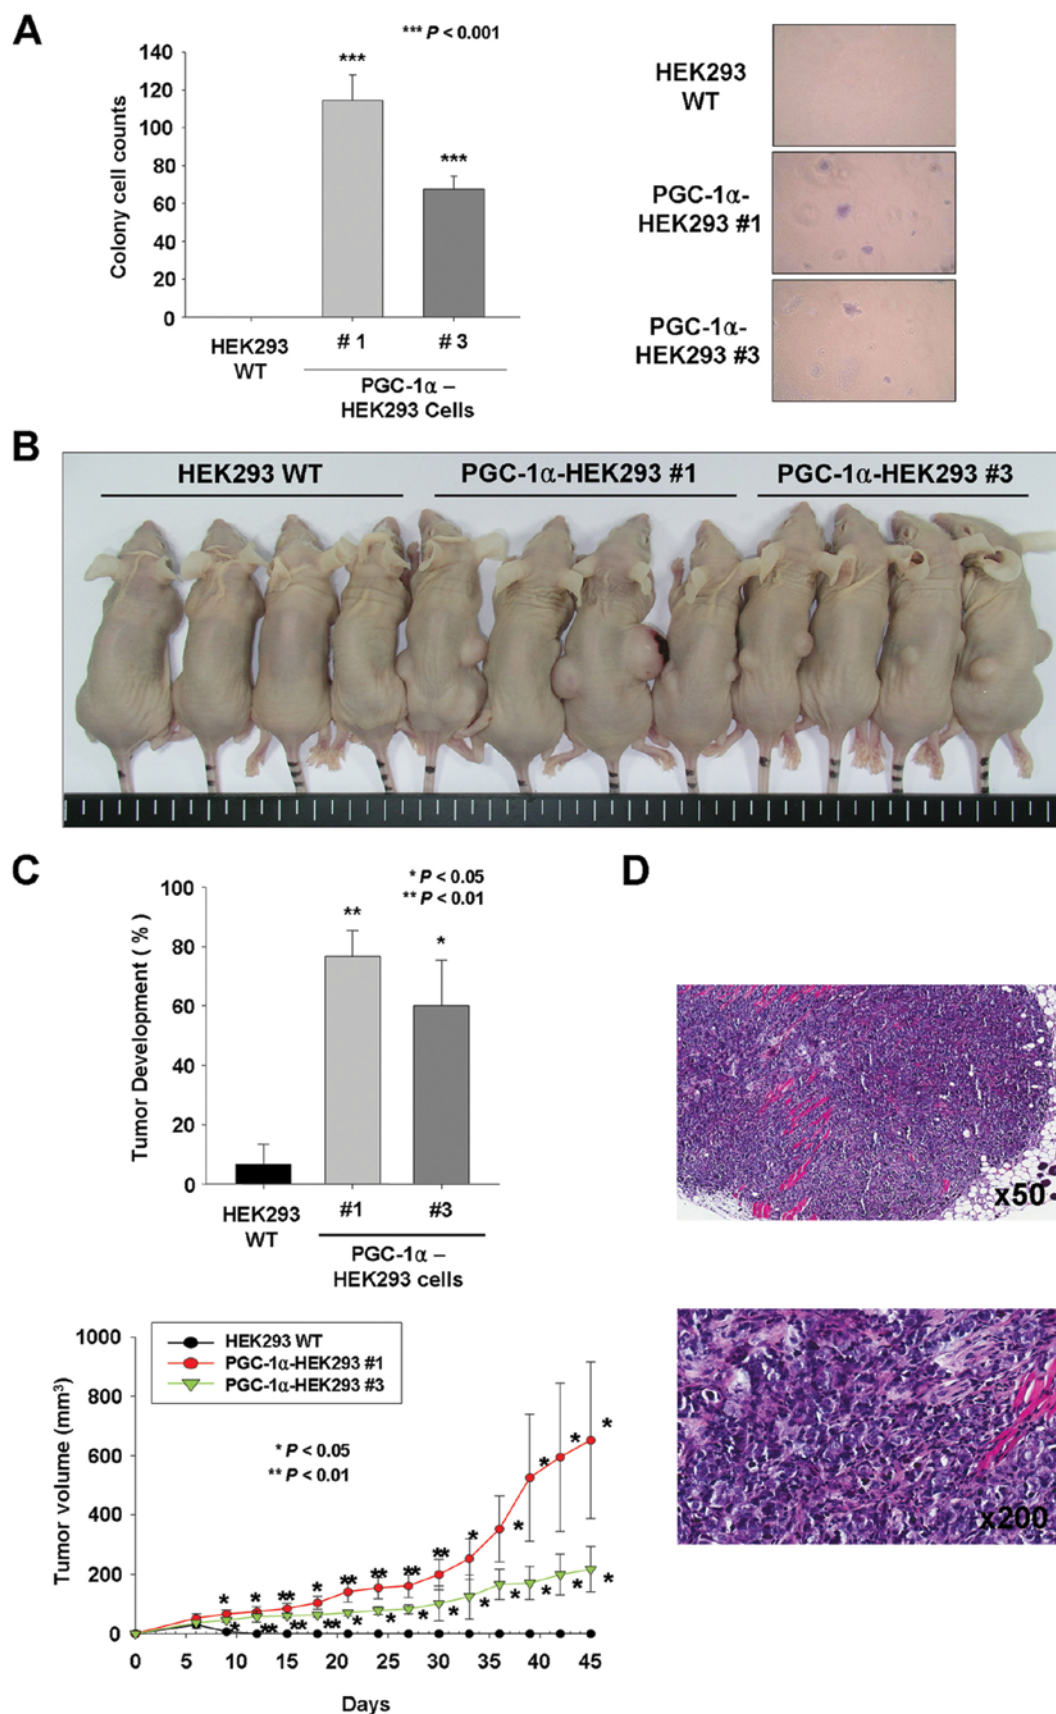 A
*** P < 0.001
Colony cell counts
140
120
100
80
60
40
20
0
***
***
HEK293
WT
# 1
# 3
PGC-1α –
HEK293 Cells
HEK293
WT
PGC-1α-
HEK293 #1
PGC-1α-
HEK293 #3
B
HEK293 WT
PGC-1α-HEK293 #1
PGC-1α-HEK293 #3
C
* P < 0.05
** P < 0.01
Tumor Development ( % )
100
80
60
40
20
0
**
*
HEK293
WT
#1
#3
PGC-1α –
HEK293 cells
D
x50
x200
Tumor volume (mm³)
1000
800
600
400
200
0
HEK293 WT
PGC-1α-HEK293 #1
PGC-1α-HEK293 #3
* P < 0.05
** P < 0.01
* * ** * ** ** ** ** * * * * *
* ** ** ** * * * * * * * * *
0 5 10 15 20 25 30 35 40 45
Days